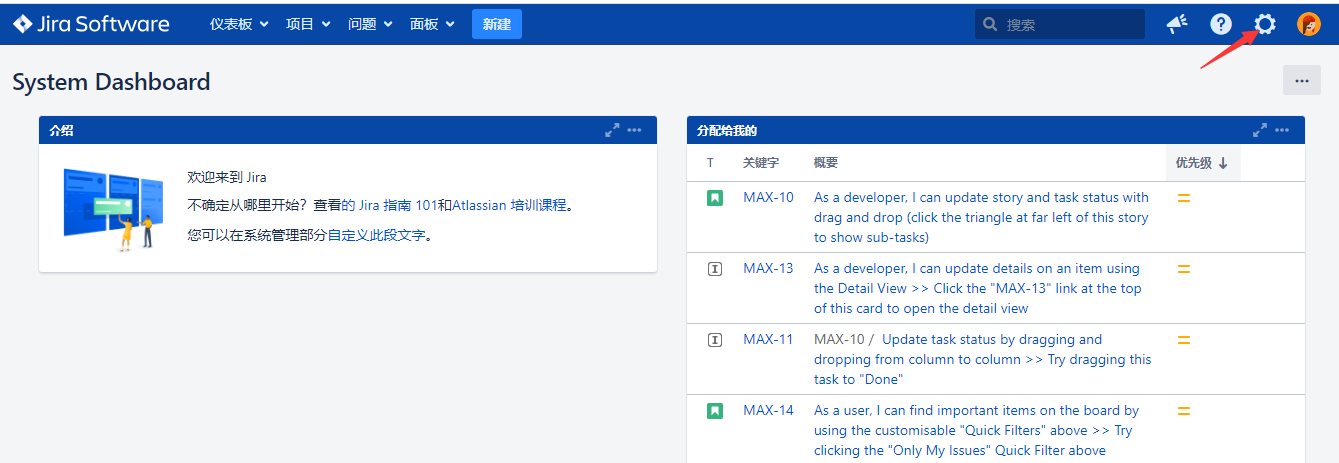 Jira Software 仪表板 项目 问题 面板 新建 搜索
System Dashboard
介绍
欢迎来到 Jira
不确定从哪里开始？查看的 Jira 指南 101和Atlassian 培训课程。
您可以在系统管理部分自定义此段文字。
分配给我的
T 关键字 概要 优先级
MAX-10 As a developer, I can update story and task status with
drag and drop (click the triangle at far left of this story
to show sub-tasks)
MAX-13 As a developer, I can update details on an item using
the Detail View >> Click the "MAX-13" link at the top
of this card to open the detail view
MAX-11 MAX-10 / Update task status by dragging and
dropping from column to column >> Try dragging this
task to "Done"
MAX-14 As a user, I can find important items on the board by
using the customisable "Quick Filters" above >> Try
clicking the "Only My Issues" Quick Filter above